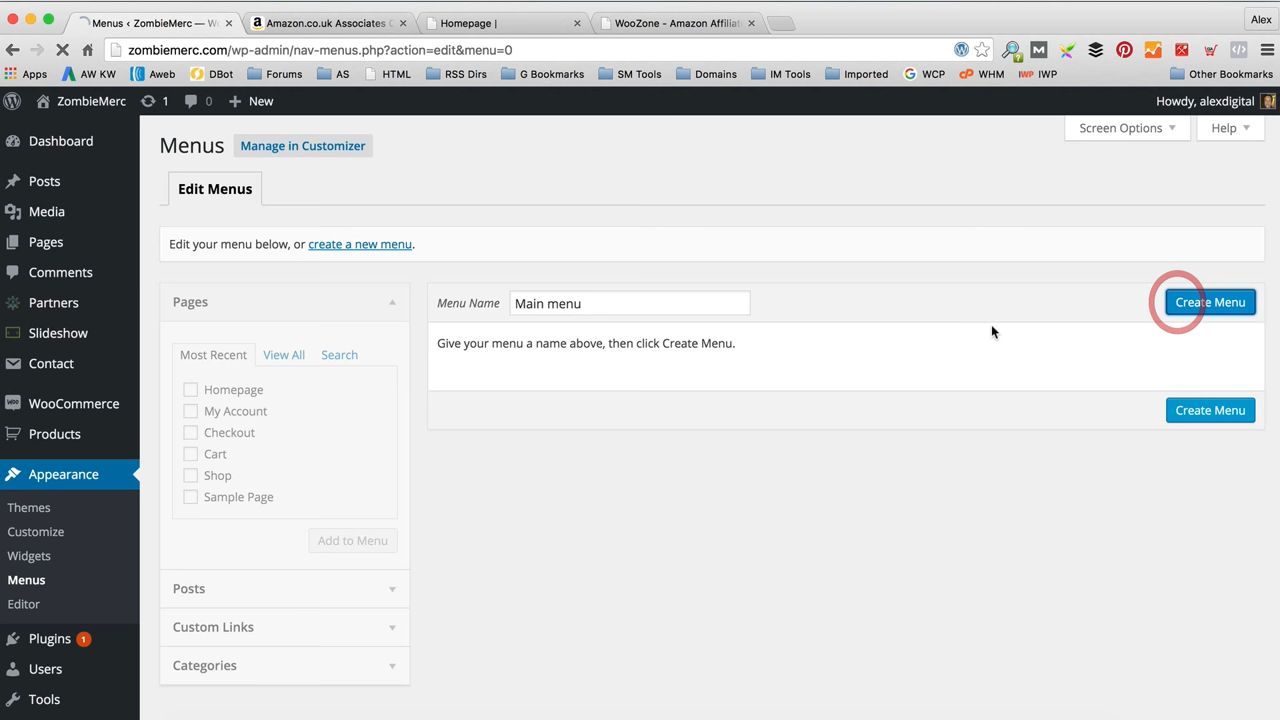 Menus ‹ ZombieMerc — W
Amazon.co.uk Associates C
Homepage |
WooZone - Amazon Affiliat
Alex
zombiemerc.com/wp-admin/nav-menus.php?action=edit&menu=0
Apps
AW KW
Aweb
DBot
Forums
AS
HTML
RSS Dirs
G Bookmarks
SM Tools
Domains
IM Tools
Imported
WCP
WHM
IWP
Other Bookmarks
ZombieMerc
1
0
New
Howdy, alexdigital
Dashboard
Posts
Media
Pages
Comments
Partners
Slideshow
Contact
WooCommerce
Products
Appearance
Themes
Customize
Widgets
Menus
Editor
Plugins 1
Users
Tools
Screen Options
Help
Menus
Manage in Customizer
Edit Menus
Edit your menu below, or create a new menu.
Pages
Most Recent
View All
Search
Homepage
My Account
Checkout
Cart
Shop
Sample Page
Add to Menu
Posts
Custom Links
Categories
Menu Name
Main menu
Create Menu
Give your menu a name above, then click Create Menu.
Create Menu